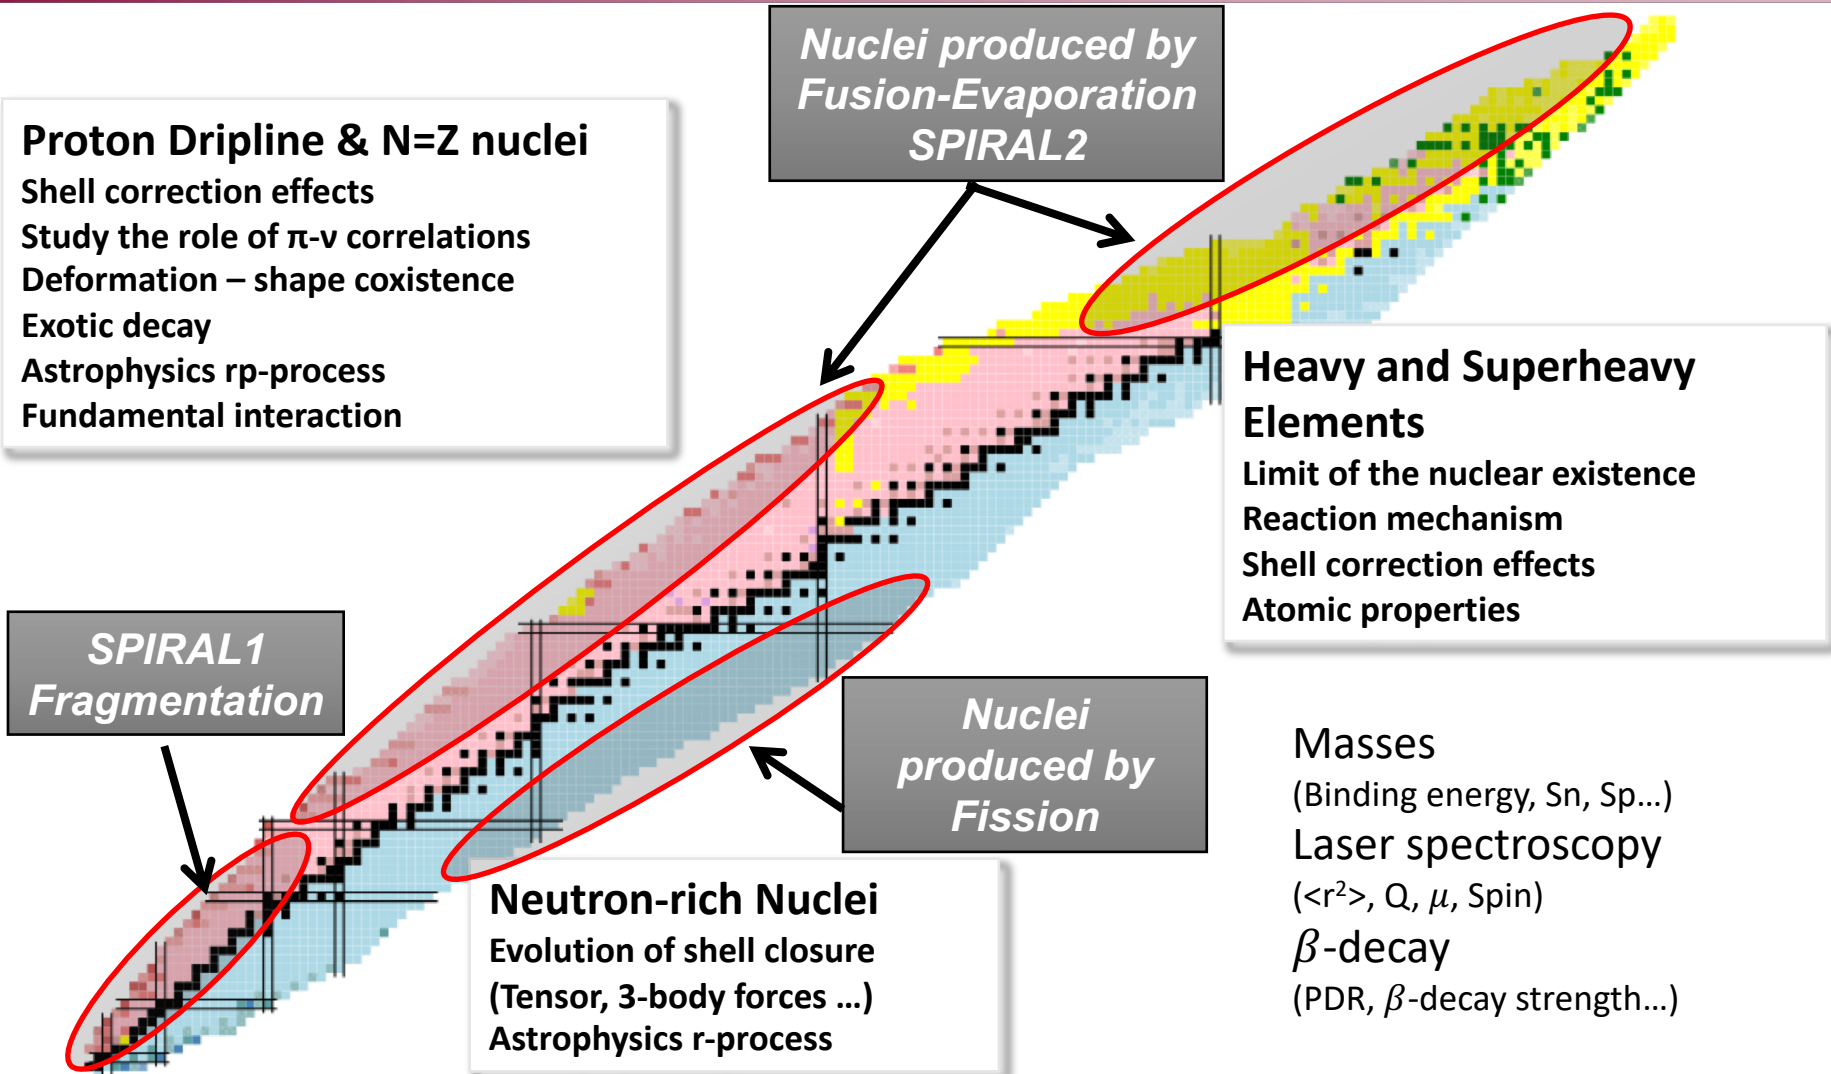 Nuclei produced by
Fusion-Evaporation
SPIRAL2
Proton Dripline & N=Z nuclei
Shell correction effects
Study the role of π-ν correlations
Deformation – shape coxistence
Exotic decay
Astrophysics rp-process
Fundamental interaction
Heavy and Superheavy
Elements
Limit of the nuclear existence
Reaction mechanism
Shell correction effects
Atomic properties
SPIRAL1
Fragmentation
Nuclei
produced by
Fission
Neutron-rich Nuclei
Evolution of shell closure
(Tensor, 3-body forces ...)
Astrophysics r-process
Masses
(Binding energy, Sn, Sp...)
Laser spectroscopy
(<r²>, Q, μ, Spin)
β-decay
(PDR, β-decay strength...)